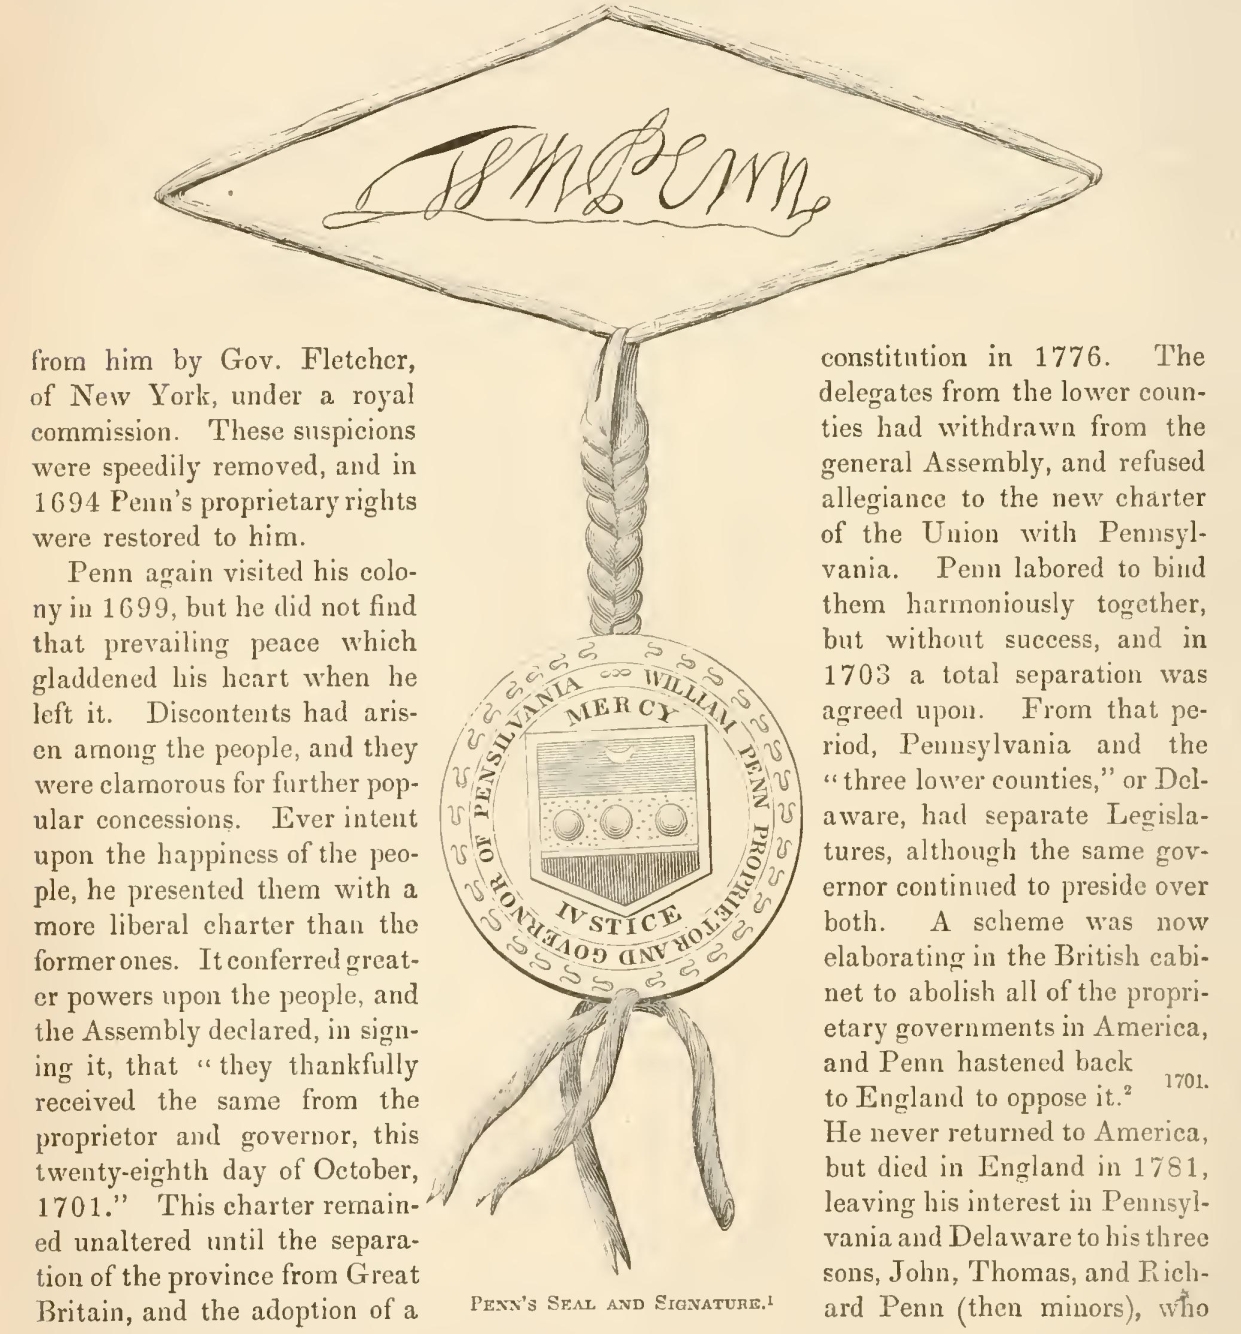 Wm Penn
from him by Gov. Fletcher,
of New York, under a royal
commission. These suspicions
were speedily removed, and in
1694 Penn's proprietary rights
were restored to him.
Penn again visited his colo-
ny in 1699, but he did not find
that prevailing peace which
gladdened his heart when he
left it. Discontents had aris-
en among the people, and they
were clamorous for further pop-
ular concessions. Ever intent
upon the happiness of the peo-
ple, he presented them with a
more liberal charter than the
former ones. It conferred great-
er powers upon the people, and
the Assembly declared, in sign-
ing it, that “they thankfully
received the same from the
proprietor and governor, this
twenty-eighth day of October,
1701.” This charter remain-
ed unaltered until the separa-
tion of the province from Great
Britain, and the adoption of a
WILLIAM PENN PROPRIETOR AND GOVERNOR OF PENSILVANIA
MERCY
IVSTICE
PENN'S SEAL AND SIGNATURE.¹
constitution in 1776. The
delegates from the lower coun-
ties had withdrawn from the
general Assembly, and refused
allegiance to the new charter
of the Union with Pennsyl-
vania. Penn labored to bind
them harmoniously together,
but without success, and in
1703 a total separation was
agreed upon. From that pe-
riod, Pennsylvania and the
“three lower counties,” or Del-
aware, had separate Legisla-
tures, although the same gov-
ernor continued to preside over
both. A scheme was now
elaborating in the British cabi-
net to abolish all of the propri-
etary governments in America,
and Penn hastened back
1701.
to England to oppose it.²
He never returned to America,
but died in England in 1781,
leaving his interest in Pennsyl-
vania and Delaware to his three
sons, John, Thomas, and Rich-
ard Penn (then minors), who